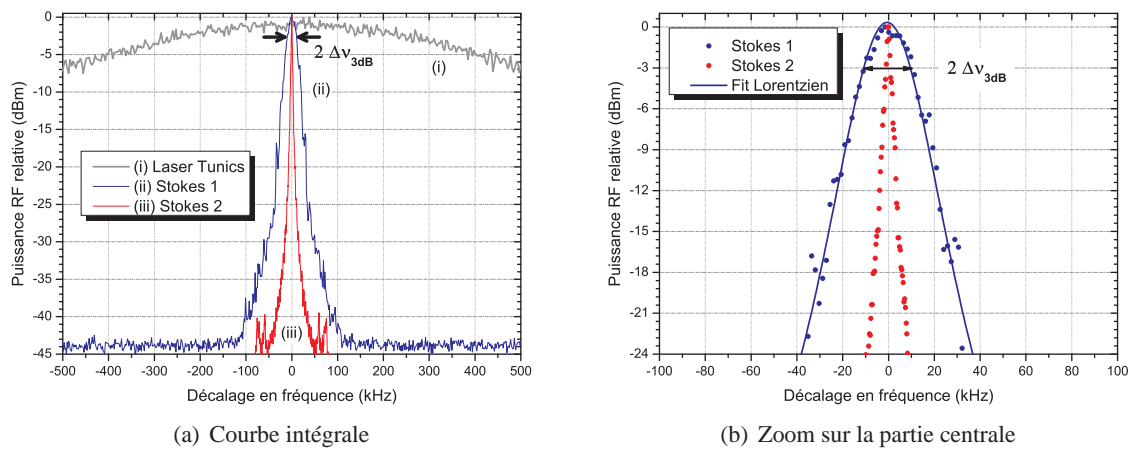 0
-5
-10
-15
-20
-25
-30
-35
-40
-45
-500 -400 -300 -200 -100 0 100 200 300 400 500
Puissance RF relative (dBm)
Décalage en fréquence (kHz)
2 Δν3dB
(i)
(ii)
(iii)
(i) Laser Tunics
(ii) Stokes 1
(iii) Stokes 2
(a) Courbe intégrale
0
-3
-6
-9
-12
-15
-18
-21
-24
-100 -80 -60 -40 -20 0 20 40 60 80 100
Puissance RF relative (dBm)
Décalage en fréquence (kHz)
Stokes 1
Stokes 2
Fit Lorentzien
2 Δν3dB
(b) Zoom sur la partie centrale